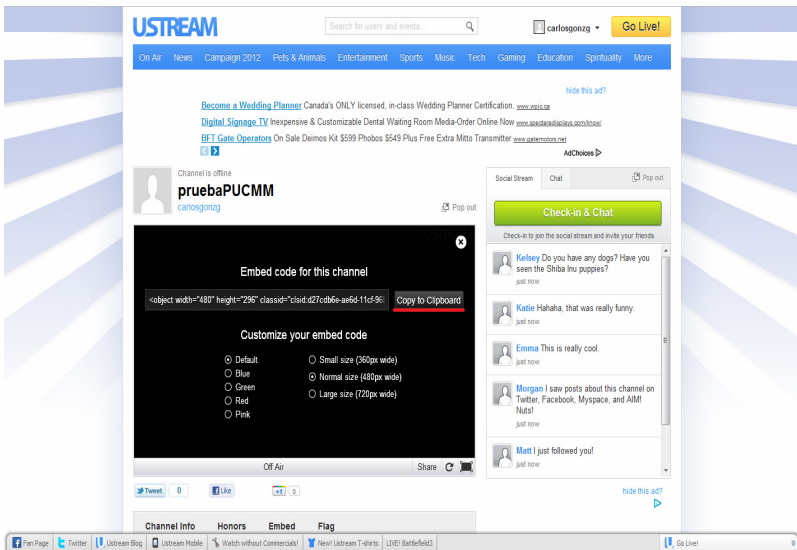 USTREAM
Search for users and events...
carlosgonzg
Go Live!
On Air News Campaign 2012 Pets & Animals Entertainment Sports Music Tech Gaming Education Spirituality More
hide this ad?
Become a Wedding Planner Canada's ONLY licensed, in-class Wedding Planner Certification. www.wpic.ca
Digital Signage TV Inexpensive & Customizable Dental Waiting Room Media-Order Online Now www.spectaradisplays.com/Innow/
BFT Gate Operators On Sale Deimos Kit $599 Phobos $549 Plus Free Extra Mitto Transmitter www.gatemotors.net
AdChoices
Channel is offline
pruebaPUCMM
carlosgonzg
Pop out
Social Stream Chat Pop out
Check-in & Chat
Check-in to join the social stream and invite your friends
Embed code for this channel
<object width="480" height="296" classid="clsid:d27cdb6e-ae6d-11cf-96
Copy to Clipboard
Customize your embed code
Default
Blue
Green
Red
Pink
Small size (360px wide)
Normal size (480px wide)
Large size (720px wide)
Off Air
Share
Kelsey Do you have any dogs? Have you
seen the Shiba Inu puppies?
just now
Katie Hahaha, that was really funny.
just now
Emma This is really cool.
just now
Morgan I saw posts about this channel on
Twitter, Facebook, Myspace, and AIM!
Nuts!
just now
Matt I just followed you!
just now
Tweet 0
Like
+1 0
hide this ad?
Channel Info Honors Embed Flag
Fan Page Twitter Ustream Blog Ustream Mobile Watch without Commercials! New! Ustream T-shirts LIVE! Battlefield3
Go Live!